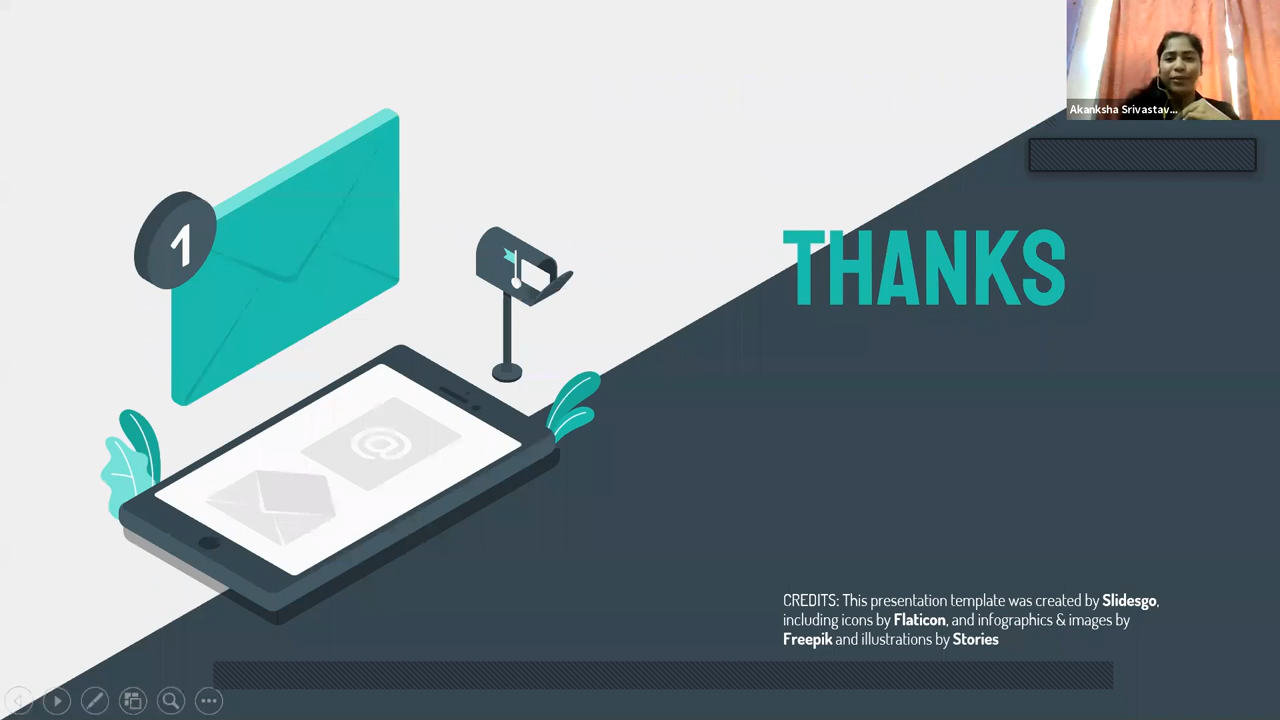 Akanksha Srivastav...
1
THANKS
@
CREDITS: This presentation template was created by Slidesgo,
including icons by Flaticon, and infographics & images by
Freepik and illustrations by Stories